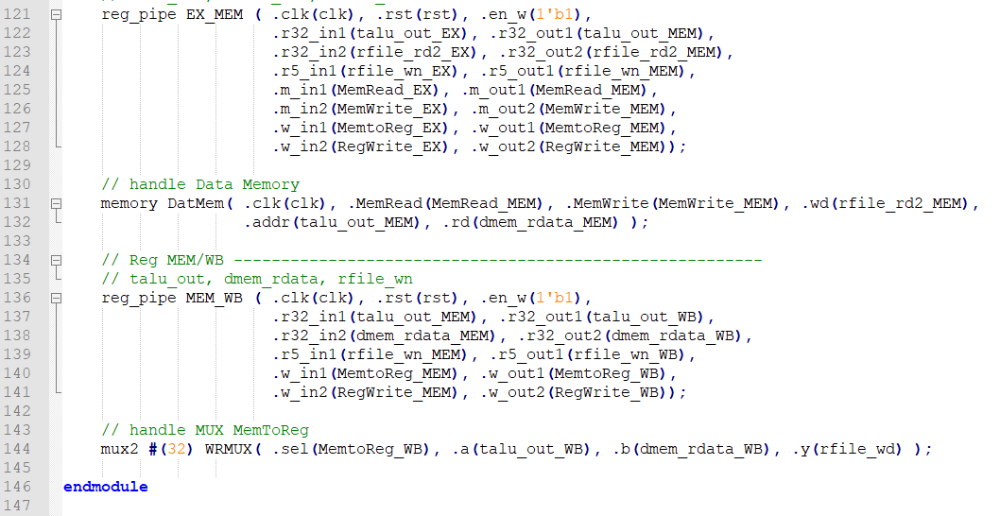 121 reg_pipe EX_MEM ( .clk(clk), .rst(rst), .en_w(1'b1),
122 .r32_in1(talu_out_EX), .r32_out1(talu_out_MEM),
123 .r32_in2(rfile_rd2_EX), .r32_out2(rfile_rd2_MEM),
124 .r5_in1(rfile_wn_EX), .r5_out1(rfile_wn_MEM),
125 .m_in1(MemRead_EX), .m_out1(MemRead_MEM),
126 .m_in2(MemWrite_EX), .m_out2(MemWrite_MEM),
127 .w_in1(MemtoReg_EX), .w_out1(MemtoReg_MEM),
128 .w_in2(RegWrite_EX), .w_out2(RegWrite_MEM));
129
130 // handle Data Memory
131 memory DatMem( .clk(clk), .MemRead(MemRead_MEM), .MemWrite(MemWrite_MEM), .wd(rfile_rd2_MEM),
132 .addr(talu_out_MEM), .rd(dmem_rdata_MEM) );
133
134 // Reg MEM/WB --------------------------------------------------------
135 // talu_out, dmem_rdata, rfile_wn
136 reg_pipe MEM_WB ( .clk(clk), .rst(rst), .en_w(1'b1),
137 .r32_in1(talu_out_MEM), .r32_out1(talu_out_WB),
138 .r32_in2(dmem_rdata_MEM), .r32_out2(dmem_rdata_WB),
139 .r5_in1(rfile_wn_MEM), .r5_out1(rfile_wn_WB),
140 .w_in1(MemtoReg_MEM), .w_out1(MemtoReg_WB),
141 .w_in2(RegWrite_MEM), .w_out2(RegWrite_WB));
142
143 // handle MUX MemToReg
144 mux2 #(32) WRMUX( .sel(MemtoReg_WB), .a(talu_out_WB), .b(dmem_rdata_WB), .y(rfile_wd) );
145
146 endmodule
147